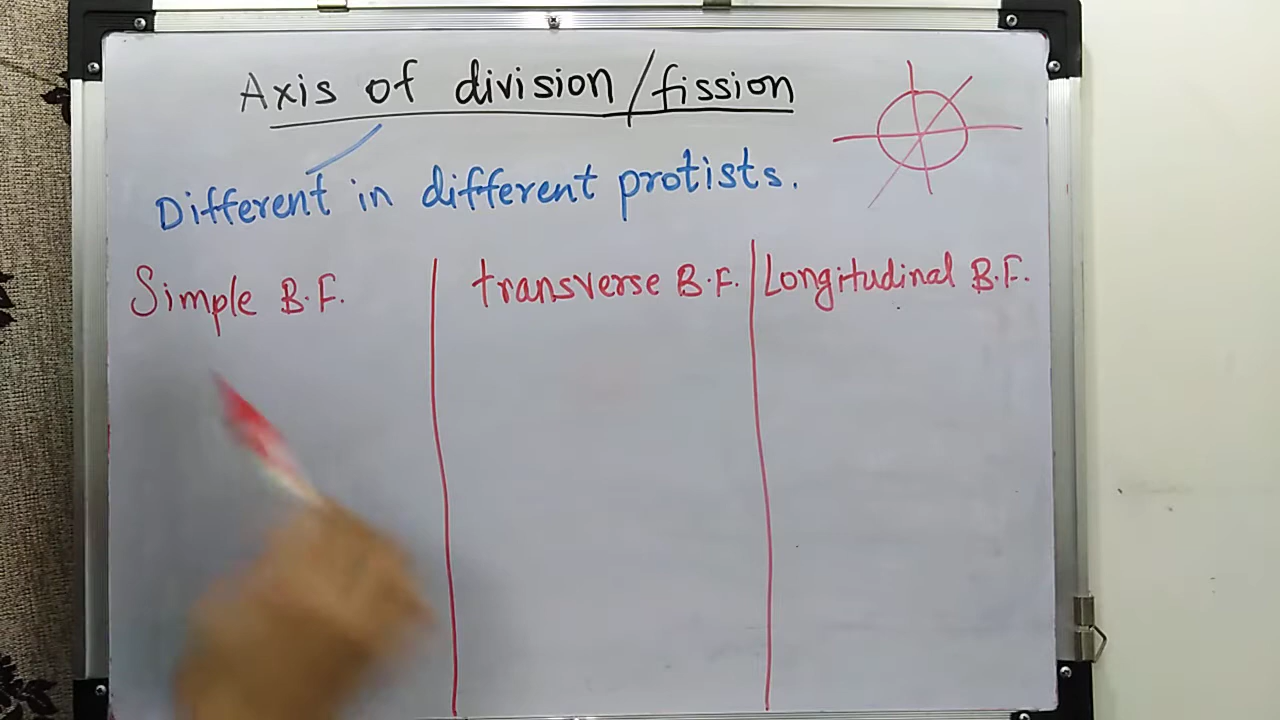 Axis of division/fission
Different in different protists.
Simple B.F.
transverse B.F.
Longitudinal B.F.